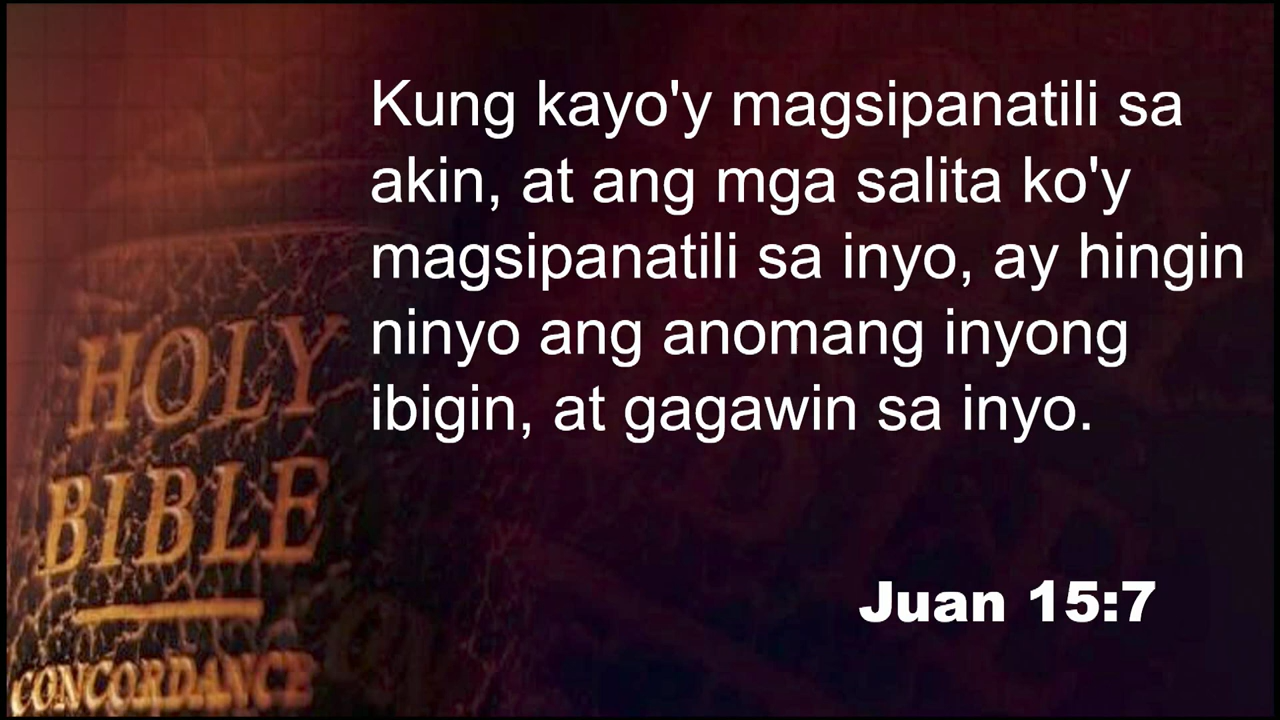 Kung kayo'y magsipanatili sa
akin, at ang mga salita ko'y
magsipanatili sa inyo, ay hingin
ninyo ang anomang inyong
ibigin, at gagawin sa inyo.
Juan 15:7
HOLY
BIBLE
CONCORDANCE